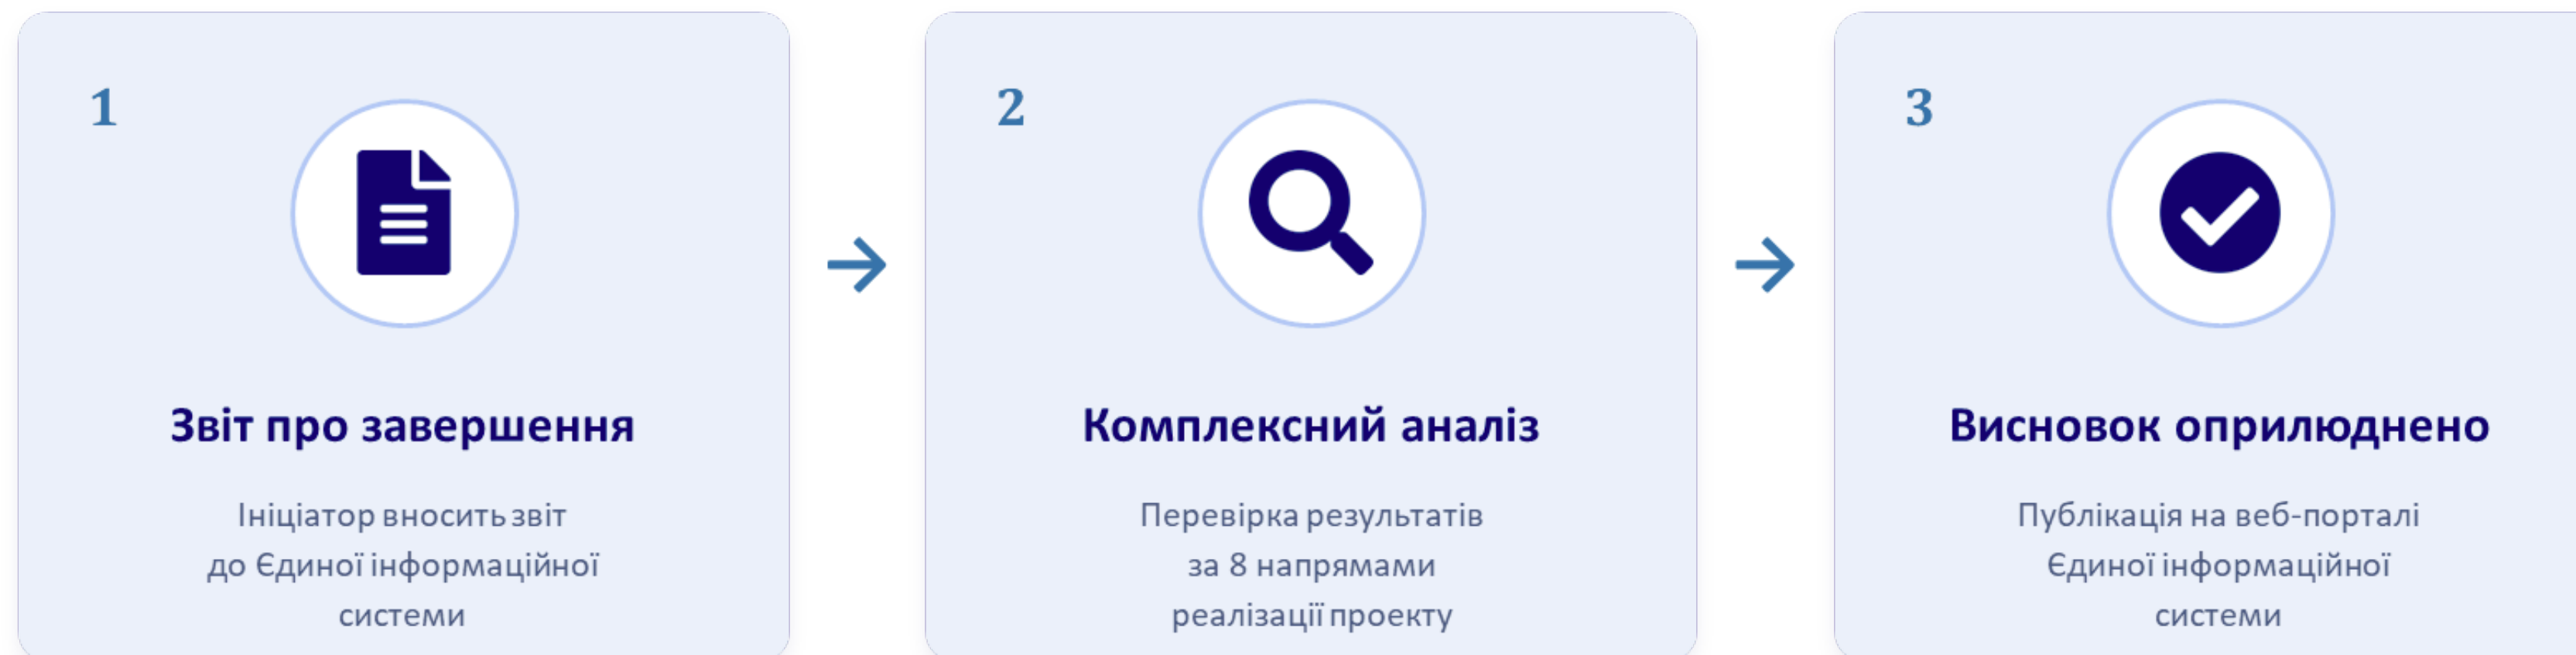 1
Звіт про завершення
Ініціатор вносить звіт
до Єдиної інформаційної
системи
2
Комплексний аналіз
Перевірка результатів
за 8 напрямами
реалізації проекту
3
Висновок оприлюднено
Публікація на веб-порталі
Єдиної інформаційної
системи